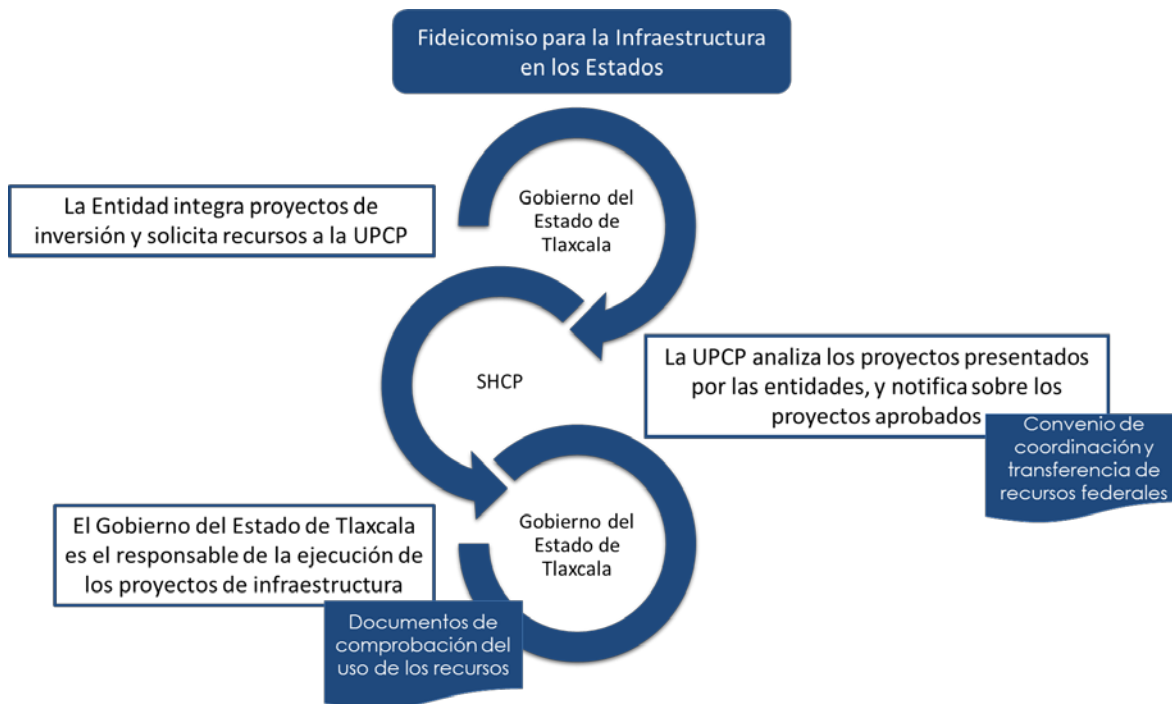 Fideicomiso para la Infraestructura
en los Estados
Gobierno del
Estado de
Tlaxcala
La Entidad integra proyectos de
inversión y solicita recursos a la UPCP
SHCP
La UPCP analiza los proyectos presentados
por las entidades, y notifica sobre los
proyectos aprobados
Convenio de
coordinación y
transferencia de
recursos federales
Gobierno del
Estado de
Tlaxcala
El Gobierno del Estado de Tlaxcala
es el responsable de la ejecución de
los proyectos de infraestructura
Documentos de
comprobación del
uso de los recursos